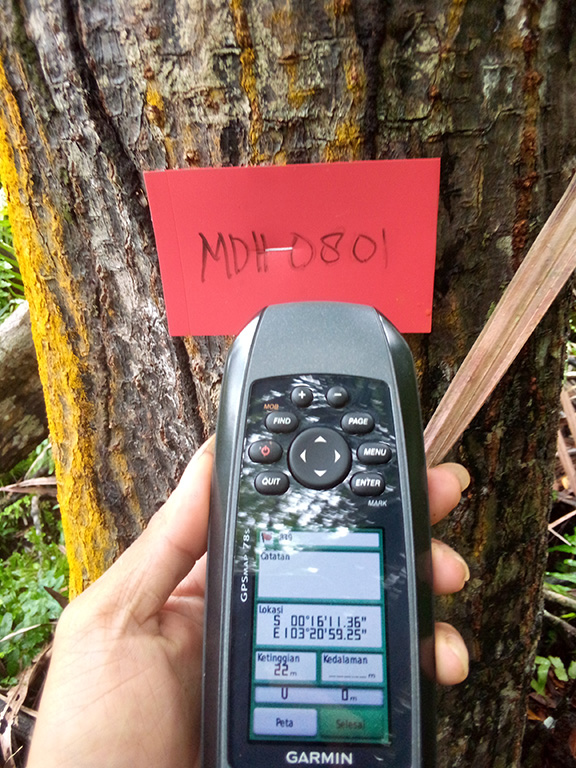 MDH-0801
MOB
FIND
PAGE
MENU
QUIT
ENTER
MARK
GPSMAP 78s
Catatan
Lokasi
S 00°16'11.36"
E103°20'59.25"
Ketinggian
22 m
Kedalaman
m
U
0 m
Peta
Selesai
GARMIN